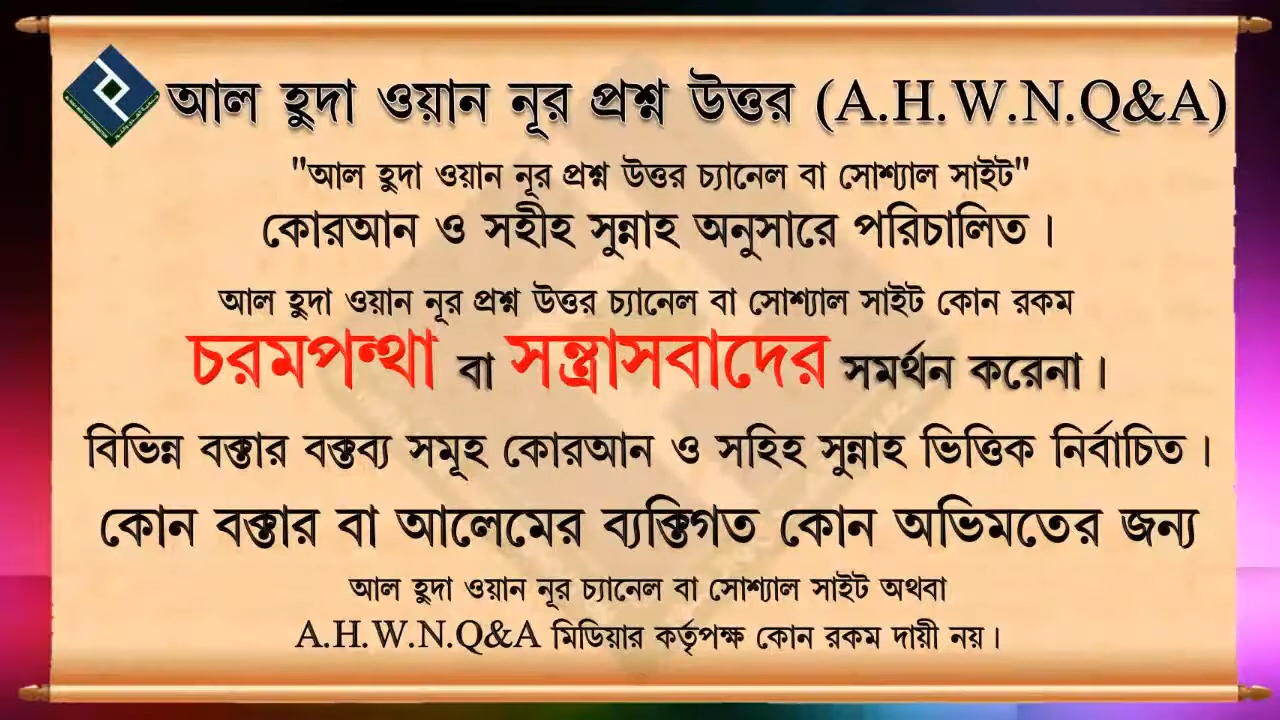 আল হুদা ওয়ান নূর প্রশ্ন উত্তর (A.H.W.N.Q&A)
"আল হুদা ওয়ান নূর প্রশ্ন উত্তর চ্যানেল বা সোশ্যাল সাইট"
কোরআন ও সহীহ সুন্নাহ অনুসারে পরিচালিত।
আল হুদা ওয়ান নূর প্রশ্ন উত্তর চ্যানেল বা সোশ্যাল সাইট কোন রকম
চরমপন্থা বা সন্ত্রাসবাদের সমর্থন করেনা।
বিভিন্ন বক্তার বক্তব্য সমূহ কোরআন ও সহিহ সুন্নাহ ভিত্তিক নির্বাচিত।
কোন বক্তার বা আলেমের ব্যক্তিগত কোন অভিমতের জন্য
আল হুদা ওয়ান নূর চ্যানেল বা সোশ্যাল সাইট অথবা
A.H.W.N.Q&A মিডিয়ার কর্তৃপক্ষ কোন রকম দায়ী নয়।